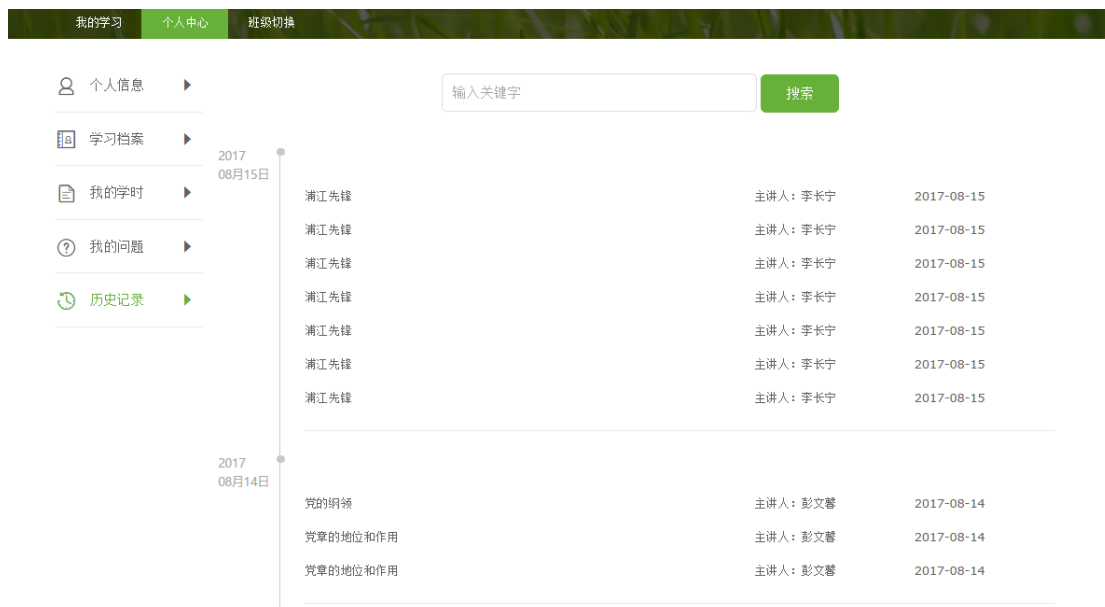 我的学习 个人中心 班级切换
个人信息
学习档案
我的学时
我的问题
历史记录
输入关键字 搜索
2017
08月15日
浦江先锋 主讲人：李长宁 2017-08-15
浦江先锋 主讲人：李长宁 2017-08-15
浦江先锋 主讲人：李长宁 2017-08-15
浦江先锋 主讲人：李长宁 2017-08-15
浦江先锋 主讲人：李长宁 2017-08-15
浦江先锋 主讲人：李长宁 2017-08-15
浦江先锋 主讲人：李长宁 2017-08-15
2017
08月14日
党的纲领 主讲人：彭文馨 2017-08-14
党章的地位和作用 主讲人：彭文馨 2017-08-14
党章的地位和作用 主讲人：彭文馨 2017-08-14